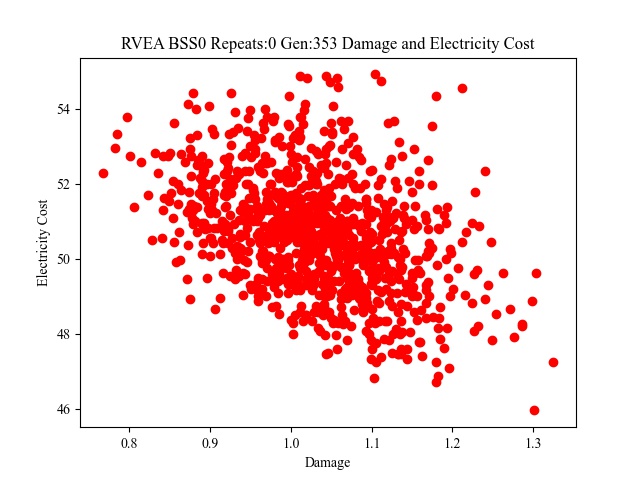 RVEA BSS0 Repeats:0 Gen:353 Damage and Electricity Cost
54
52
50
48
46
Electricity Cost
0.8 0.9 1.0 1.1 1.2 1.3
Damage